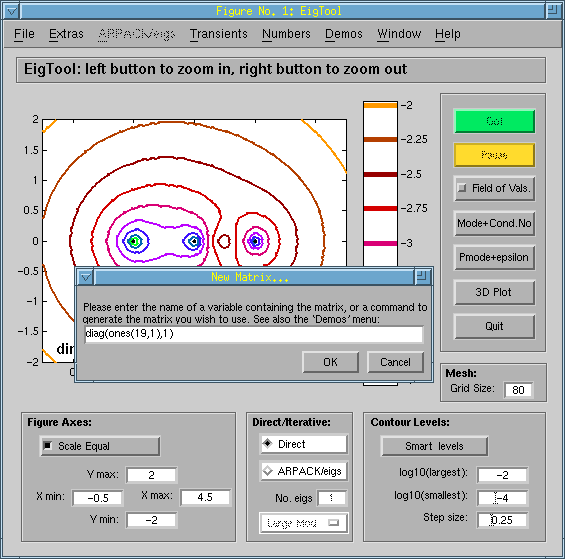 Figure No. 1: EigTool
File Extras ARPACK/eigs Transients Numbers Demos Window Help
EigTool: left button to zoom in, right button to zoom out
2
1.5
1
0.5
0
−0.5
−1
−1.5
−2
−2
−2.25
−2.5
−2.75
−3
Go!
Pause
Field of Vals.
Mode+Cond.No
Pmode+epsilon
3D Plot
Quit
New Matrix...
Please enter the name of a variable containing the matrix, or a command to
generate the matrix you wish to use. See also the 'Demos' menu:
diag(ones(19,1),1)
OK Cancel
Mesh:
Grid Size: 80
Figure Axes:
Scale Equal
Y max: 2
X min: -0.5 X max: 4.5
Y min: -2
Direct/Iterative:
Direct
ARPACK/eigs
No. eigs 1
Large Mod
Contour Levels:
Smart levels
log10(largest): -2
log10(smallest): -4
Step size: 0.25